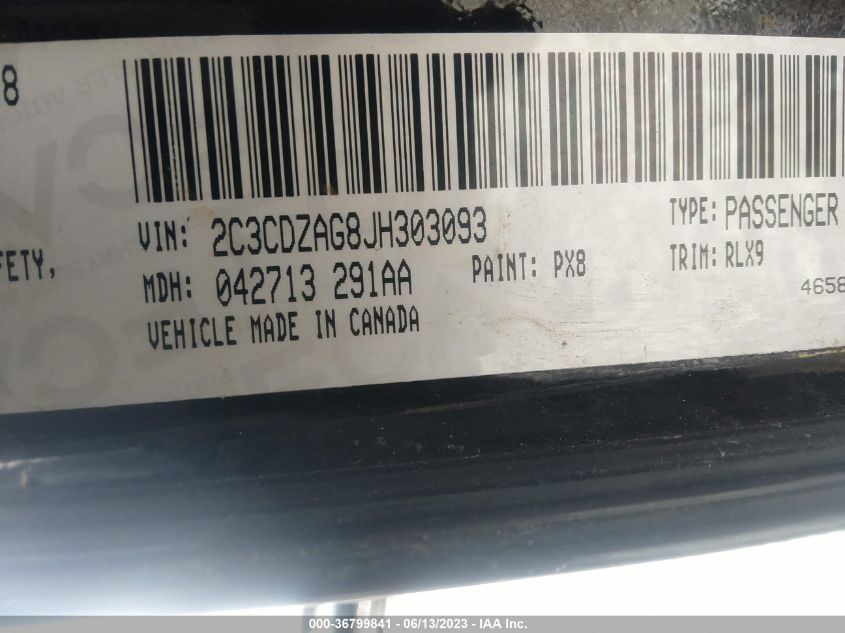 8
VIN: 2C3CDZAG8JH303093
TYPE: PASSENGER
FETY,
MDH: 042713 291AA
PAINT: PX8
TRIM: RLX9
4658
VEHICLE MADE IN CANADA
000-36799841 - 06/13/2023 - IAA Inc.